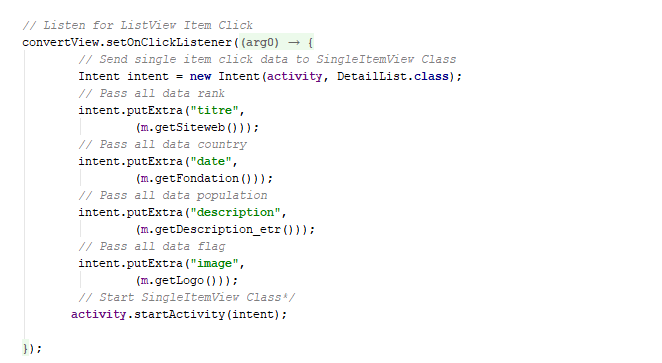 // Listen for ListView Item Click
convertView.setOnClickListener((arg0) → {
// Send single item click data to SingleItemView Class
Intent intent = new Intent(activity, DetailList.class);
// Pass all data rank
intent.putExtra("titre",
(m.getSiteweb()));
// Pass all data country
intent.putExtra("date",
(m.getFondation()));
// Pass all data population
intent.putExtra("description",
(m.getDescription_etr()));
// Pass all data flag
intent.putExtra("image",
(m.getLogo()));
// Start SingleItemView Class*/
activity.startActivity(intent);
});